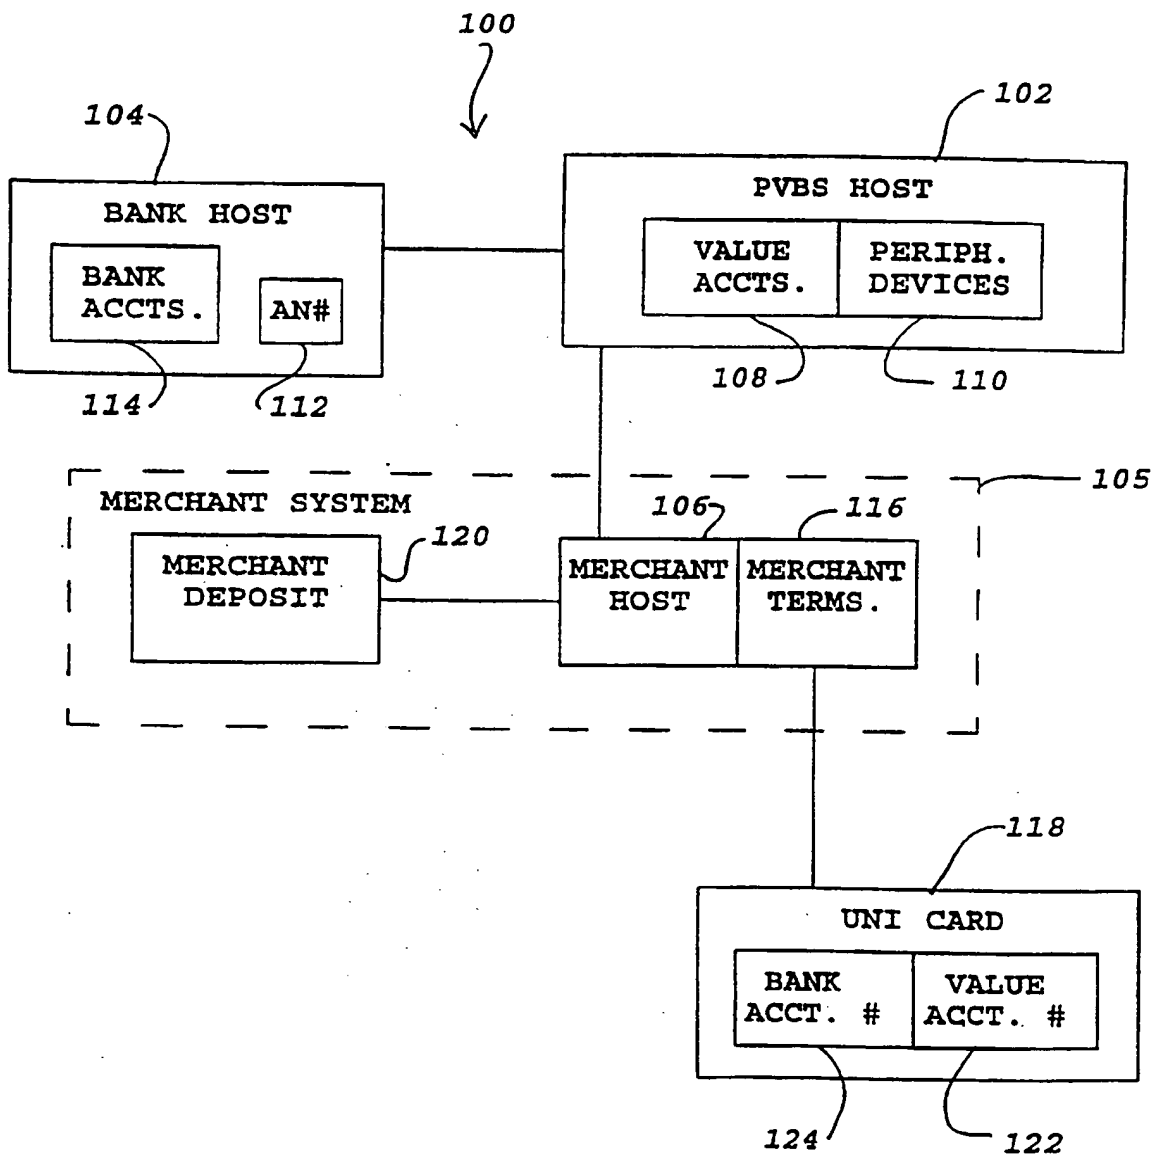 100
104
102
BANK HOST
BANK
ACCTS.
AN#
114
112
PVBS HOST
VALUE
ACCTS.
PERIPH.
DEVICES
108
110
105
MERCHANT SYSTEM
106
116
120
MERCHANT
DEPOSIT
MERCHANT
HOST
MERCHANT
TERMS.
118
UNI CARD
BANK
ACCT. #
VALUE
ACCT. #
124
122